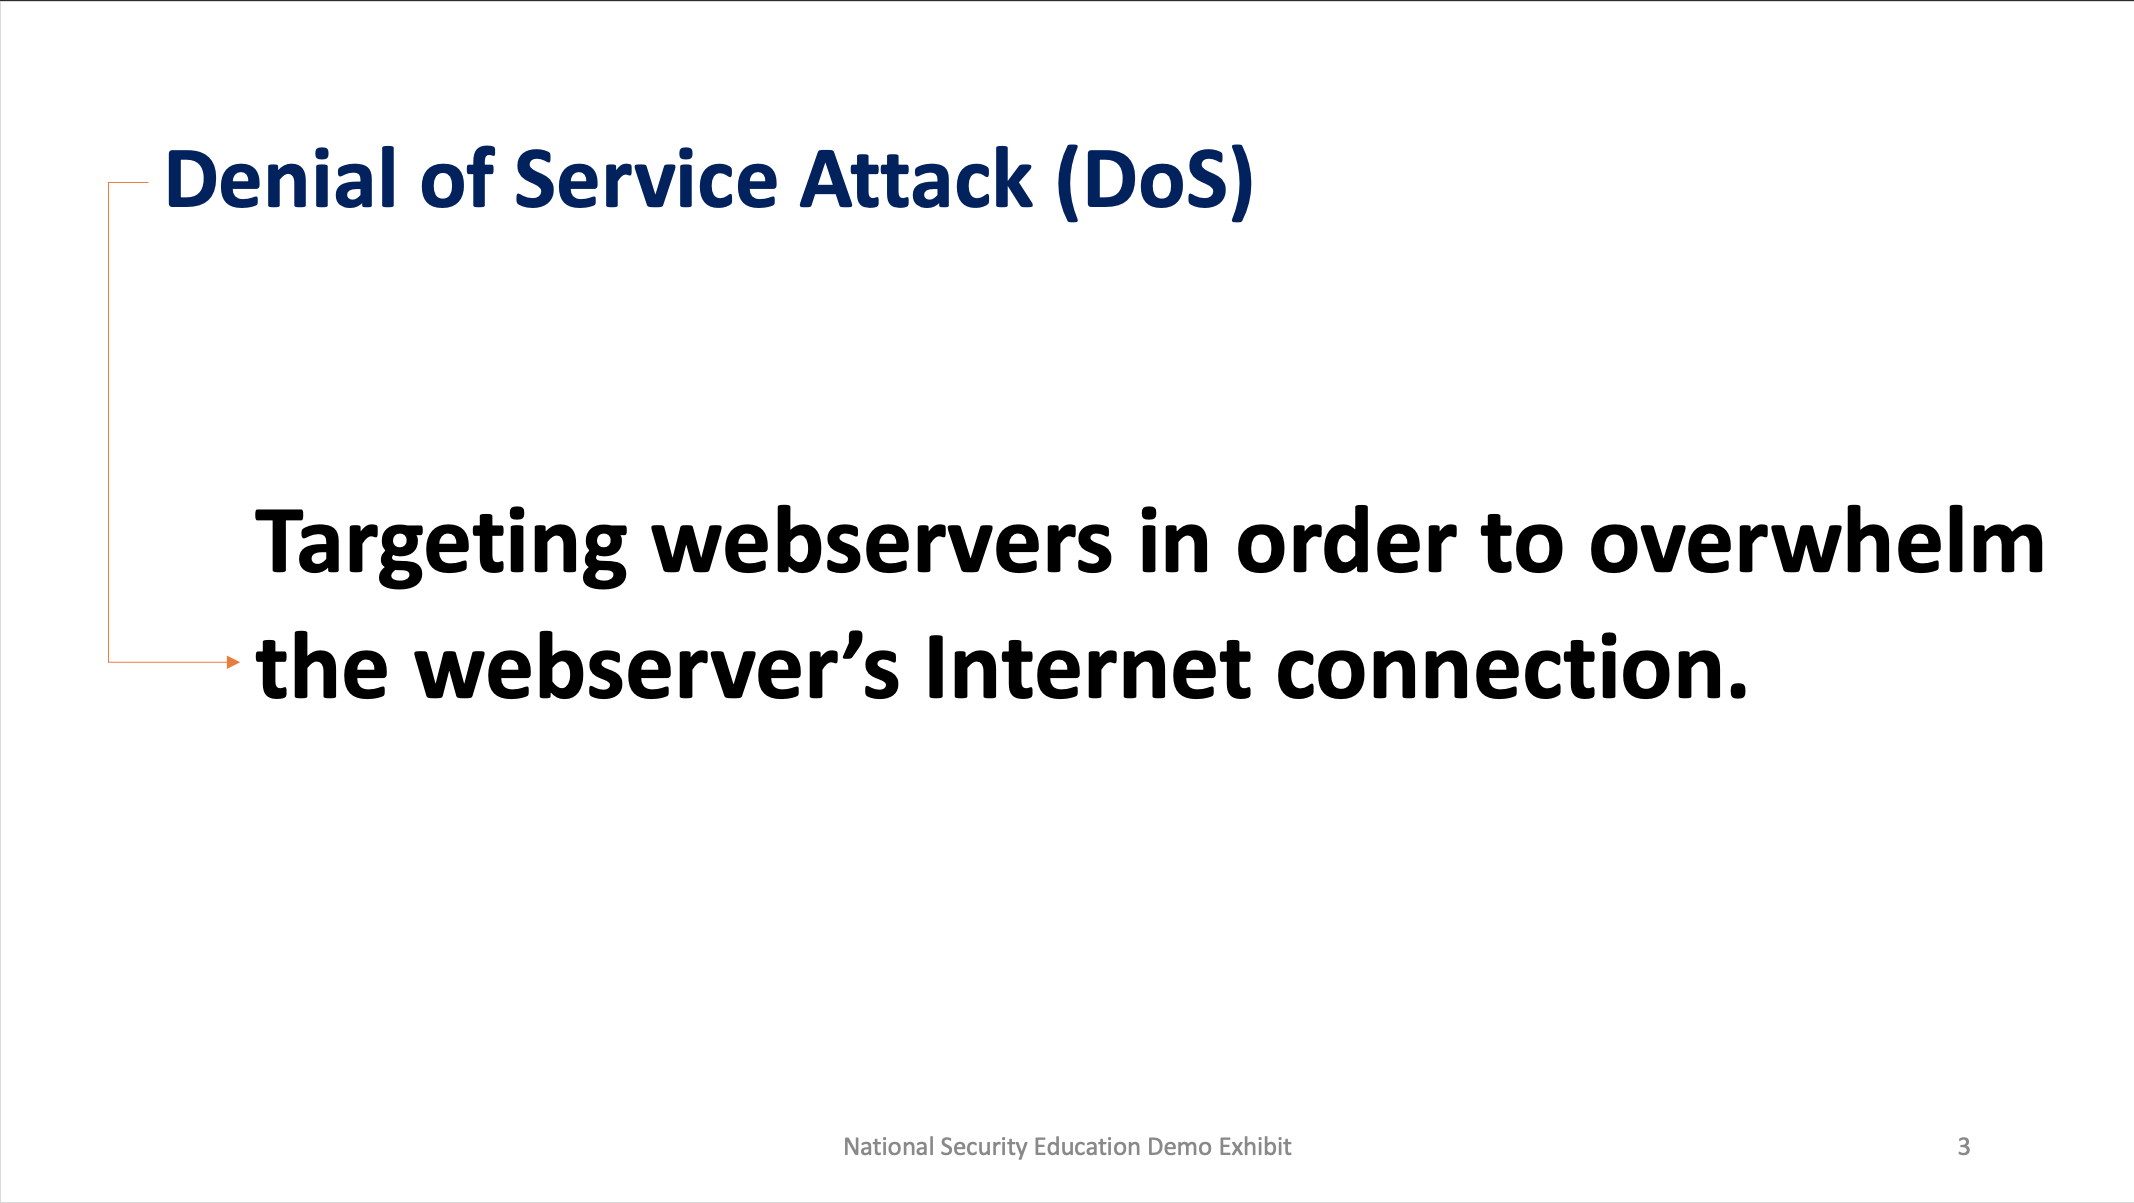 Denial of Service Attack (DoS)
Targeting webservers in order to overwhelm
the webserver’s Internet connection.
National Security Education Demo Exhibit
3